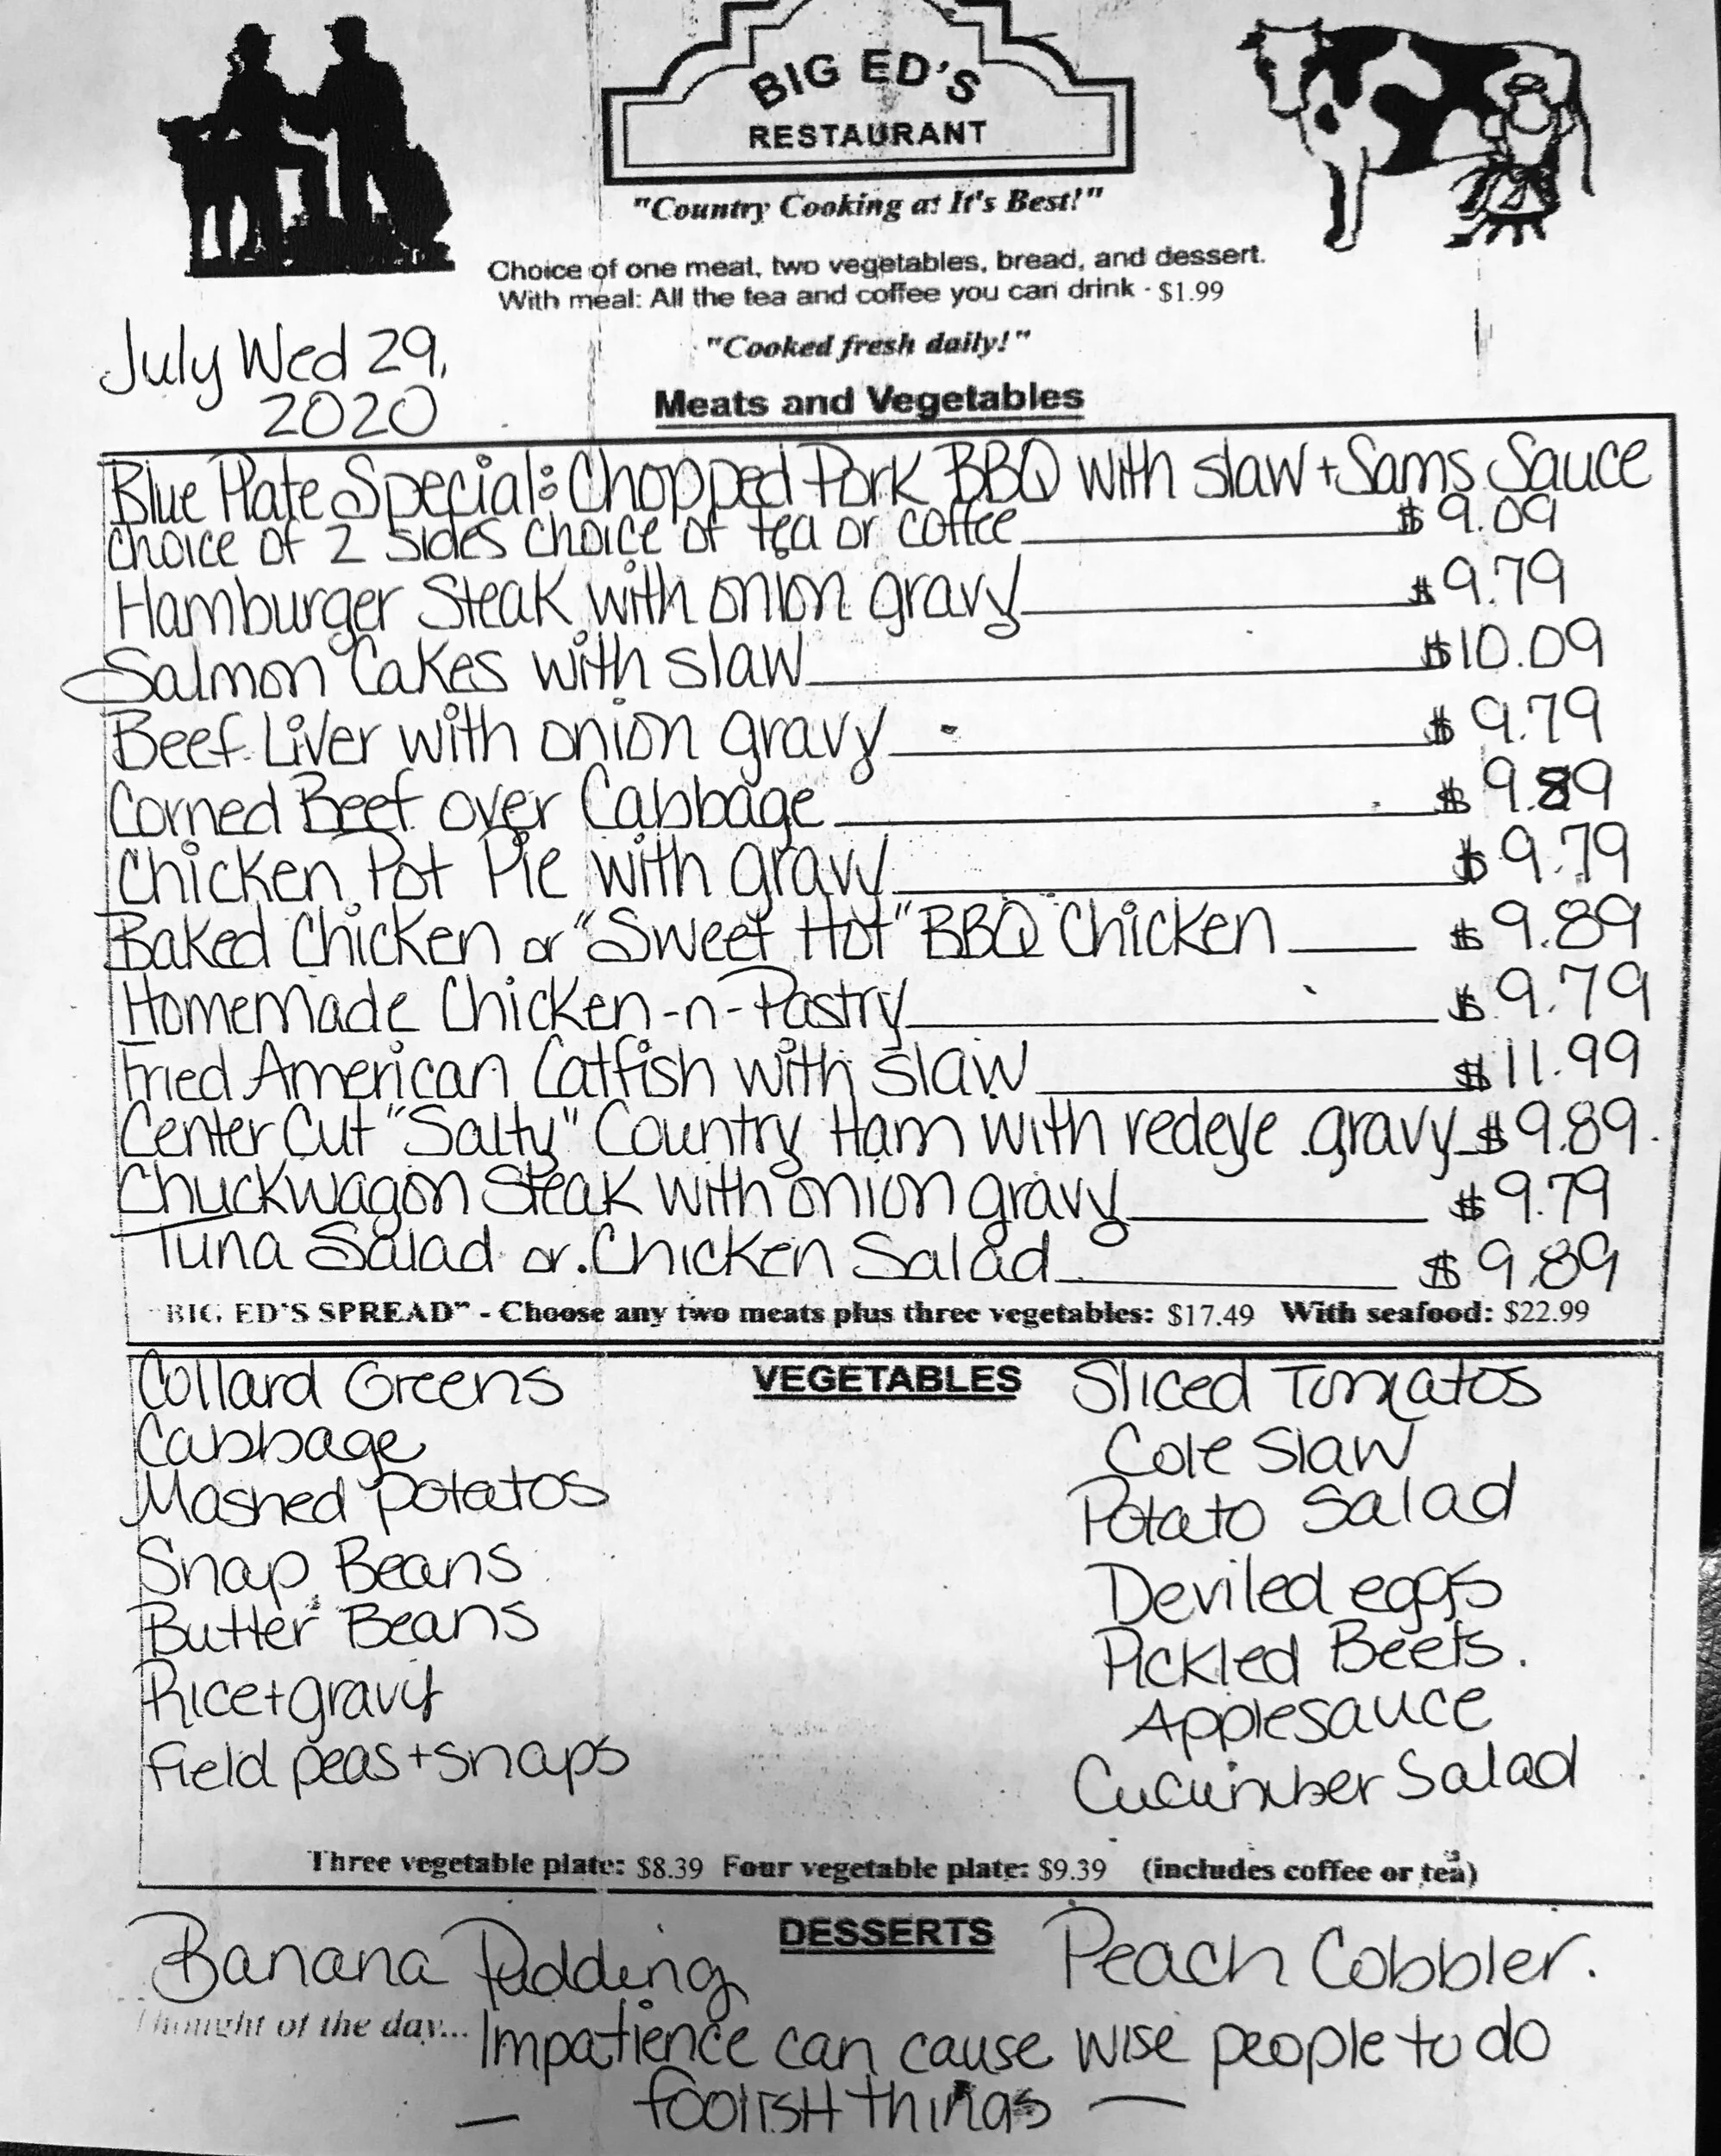 BIG ED'S
RESTAURANT
"Country Cooking at It's Best!"
Choice of one meat, two vegetables, bread, and dessert.
With meal: All the tea and coffee you can drink - $1.99
"Cooked fresh daily!"
July Wed 29,
2020
Meats and Vegetables
Blue Plate Special: Chopped Pork BBQ with slaw + Sams Sauce
choice of 2 sides choice of tea or coffee $9.09
Hamburger Steak with onion gravy $9.79
Salmon Cakes with slaw $10.09
Beef Liver with onion gravy $9.79
Corned Beef over Cabbage $9.89
Chicken Pot Pie with gravy $9.79
Baked Chicken or "Sweet Hot" BBQ Chicken $9.89
Homemade Chicken-n-Pastry $9.79
Fried American Catfish with slaw $11.99
Center Cut "Salty" Country Ham with redeye gravy $9.89
Chuckwagon Steak with onion gravy $9.79
Tuna Salad or Chicken Salad $9.89
"BIG ED'S SPREAD" - Choose any two meats plus three vegetables: $17.49 With seafood: $22.99
VEGETABLES
Collard Greens
Cabbage
Mashed Potatos
Snap Beans
Butter Beans
Rice + gravy
Field peas + snaps
Sliced Tomatos
Cole Slaw
Potato Salad
Deviled eggs
Pickled Beets.
Applesauce
Cucumber Salad
Three vegetable plate: $8.39 Four vegetable plate: $9.39 (includes coffee or tea)
DESSERTS
Banana Pudding Peach Cobbler.
Thought of the day... Impatience can cause wise people to do
— foolish things —